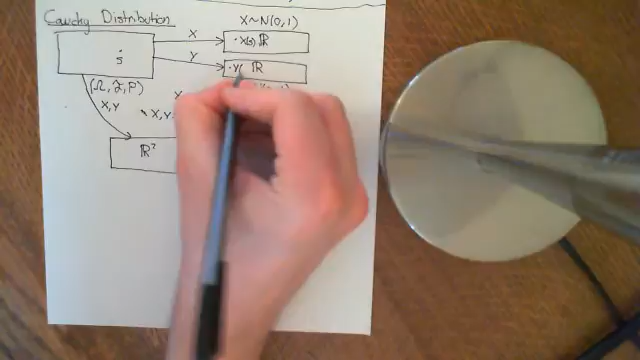 Cauchy Distribution
X~N(0,1)
X
·X(s) ℝ
s
Y
·Y( ℝ
(Ω, ℱ, P)
X,Y
X,Y
ℝ²